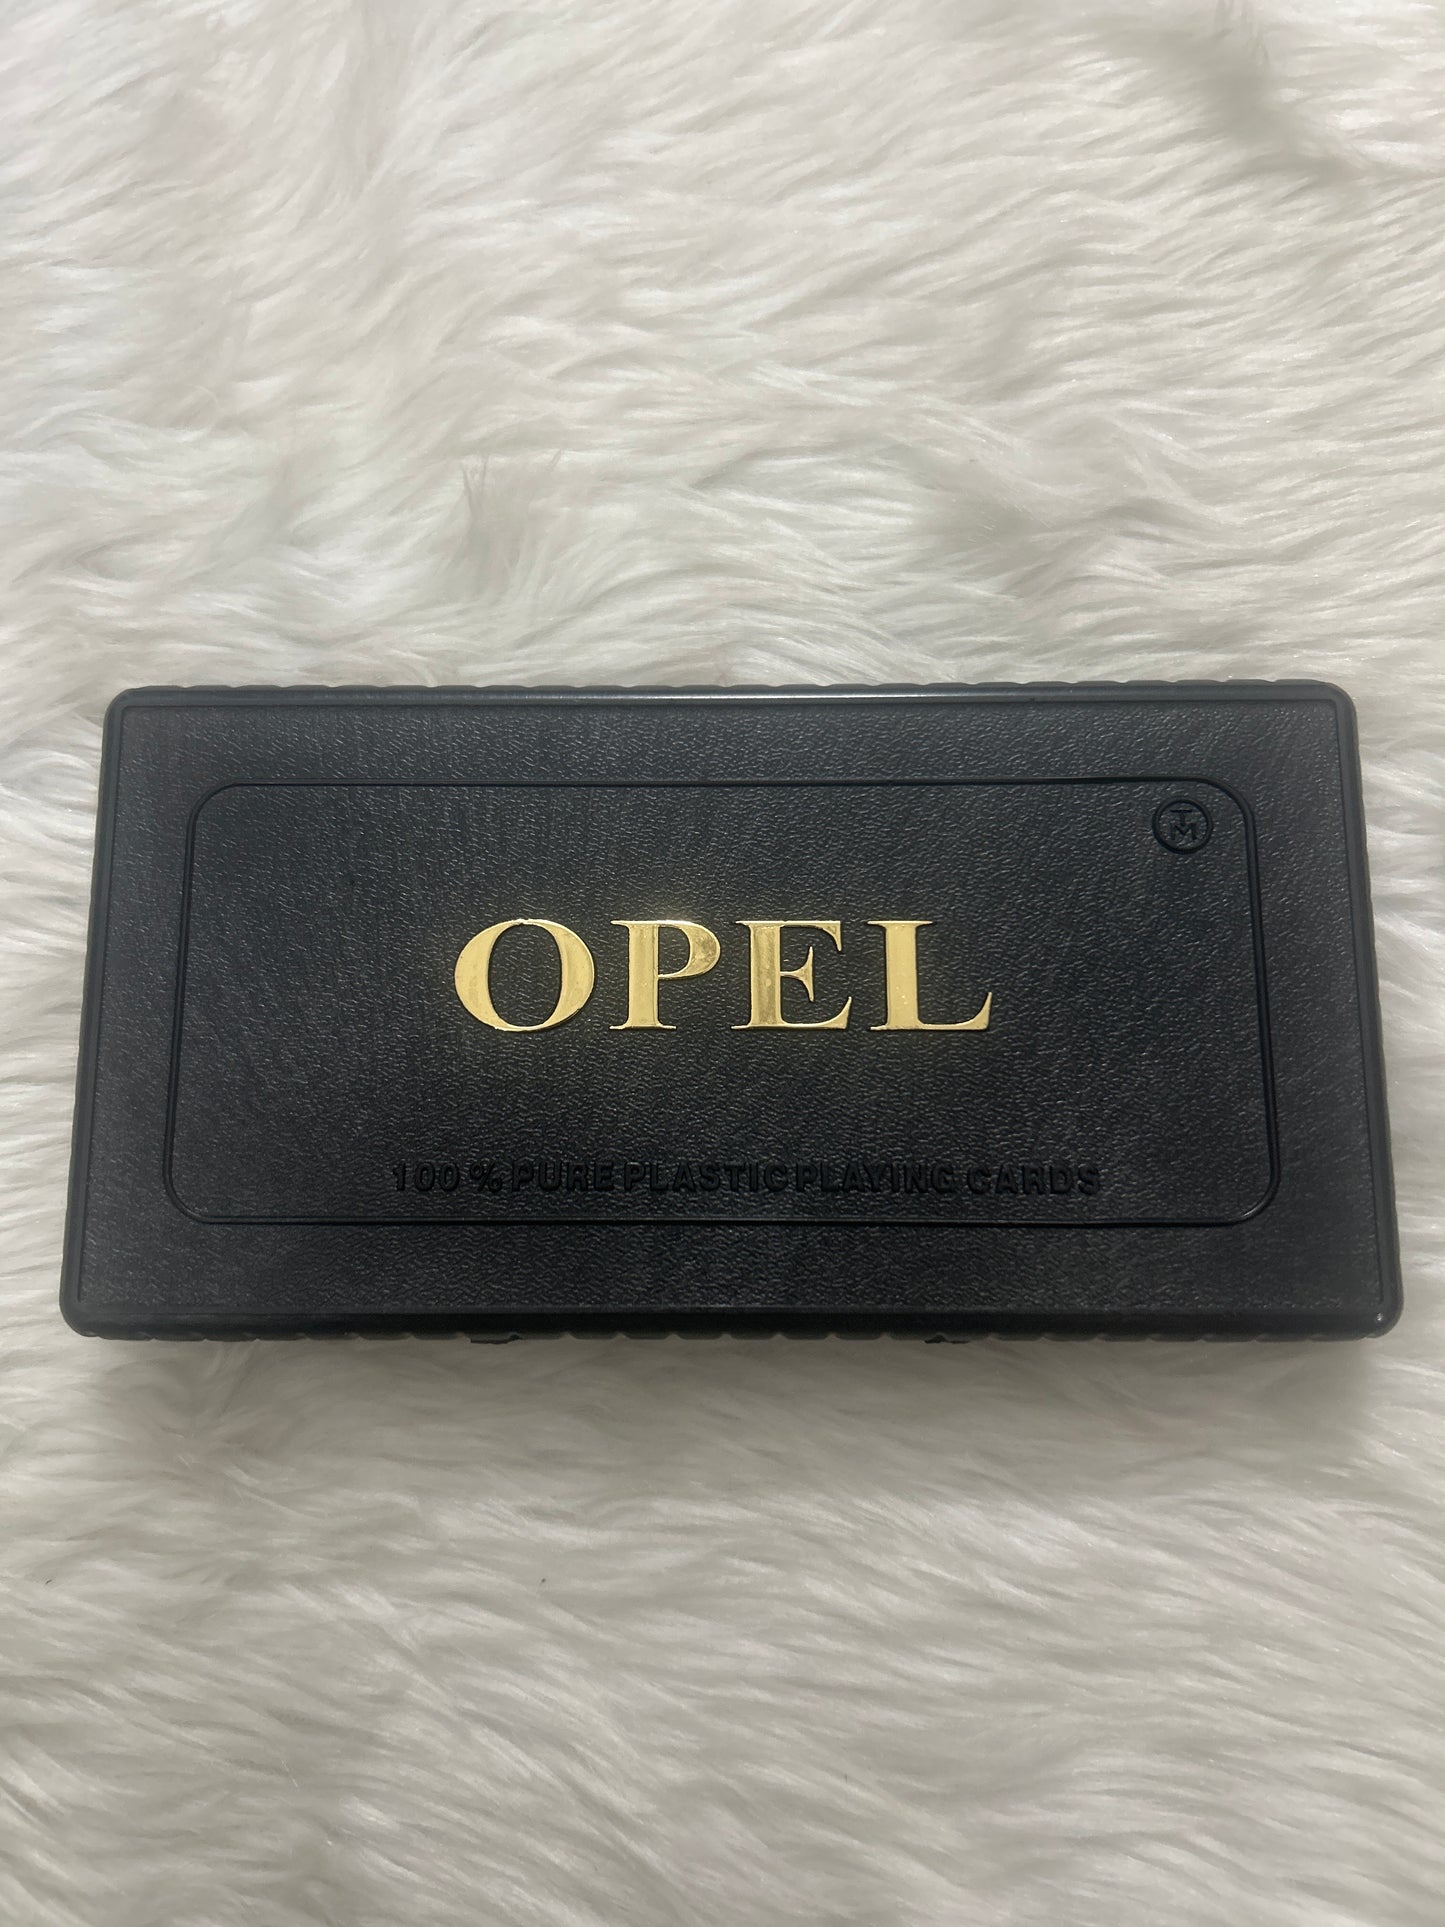 TM
OPEL
100 % PURE PLASTIC PLAYING CARDS